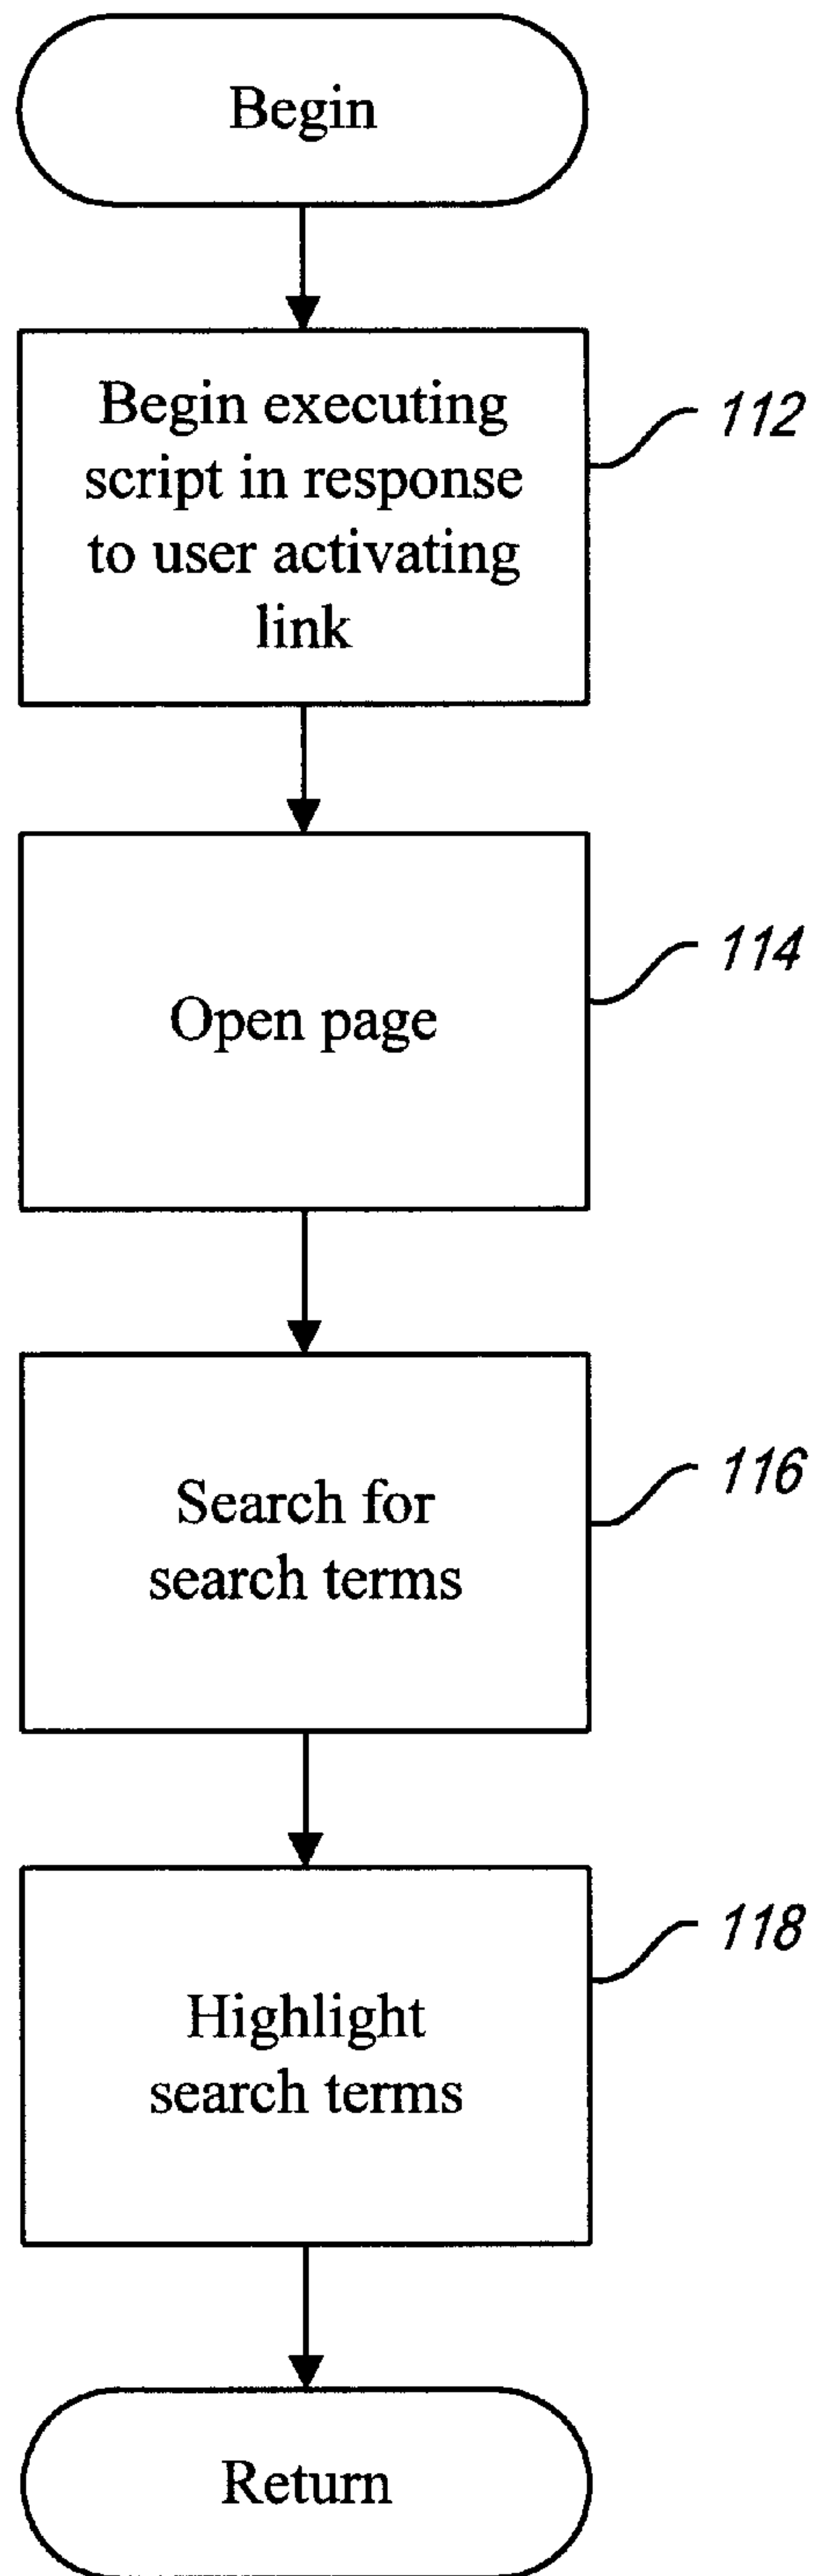 Begin
Begin executing
script in response
to user activating
link
112
Open page
114
Search for
search terms
116
Highlight
search terms
118
Return